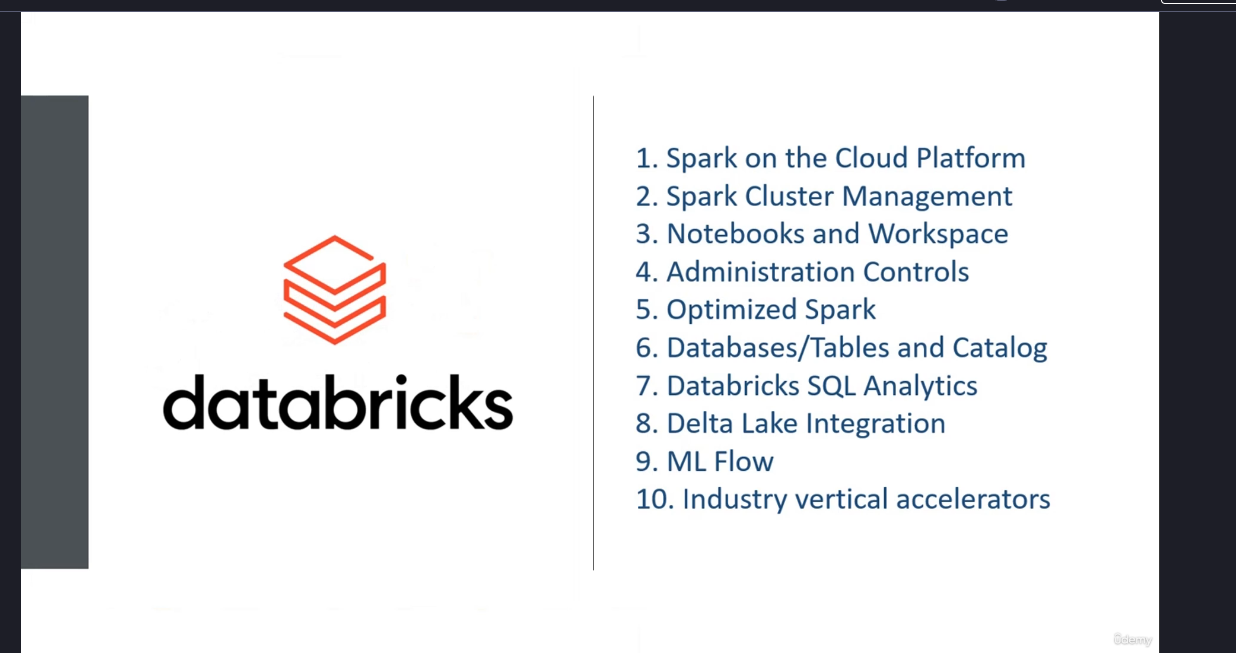 databricks
1. Spark on the Cloud Platform
2. Spark Cluster Management
3. Notebooks and Workspace
4. Administration Controls
5. Optimized Spark
6. Databases/Tables and Catalog
7. Databricks SQL Analytics
8. Delta Lake Integration
9. ML Flow
10. Industry vertical accelerators
ûdemy